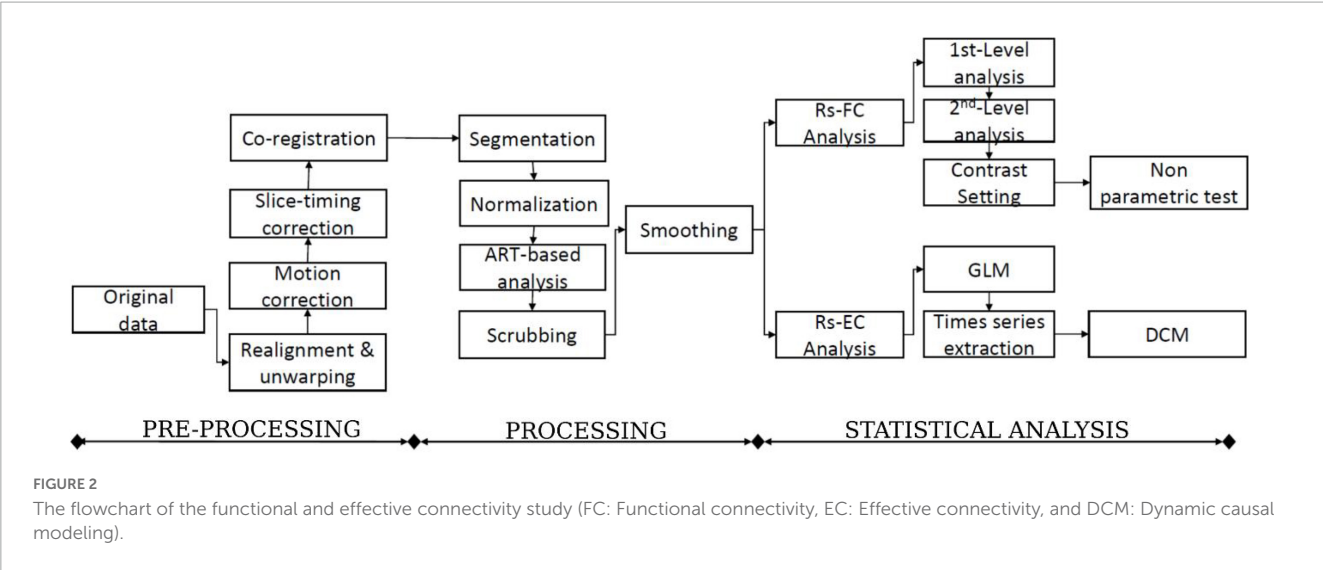 Original
data
Realignment &
unwarping
Motion
correction
Slice-timing
correction
Co-registration
Segmentation
Normalization
ART-based
analysis
Scrubbing
Smoothing
Rs-FC
Analysis
1st-Level
analysis
2nd-Level
analysis
Contrast
Setting
Non
parametric test
Rs-EC
Analysis
GLM
Times series
extraction
DCM
PRE-PROCESSING
PROCESSING
STATISTICAL ANALYSIS
FIGURE 2
The flowchart of the functional and effective connectivity study (FC: Functional connectivity, EC: Effective connectivity, and DCM: Dynamic causal
modeling).